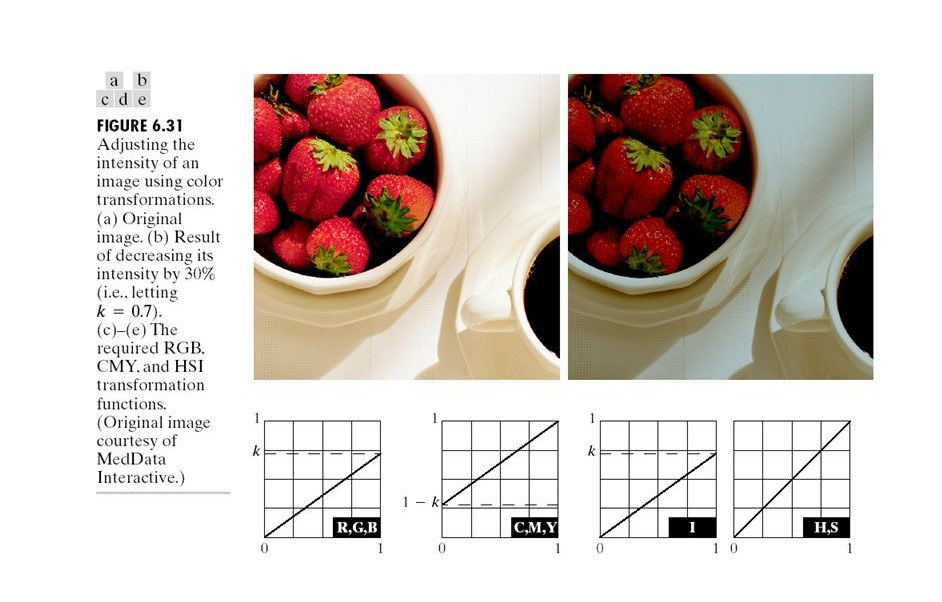 a b
c d e
FIGURE 6.31
Adjusting the
intensity of an
image using color
transformations.
(a) Original
image. (b) Result
of decreasing its
intensity by 30%
(i.e., letting
k = 0.7).
(c)–(e) The
required RGB,
CMY, and HSI
transformation
functions.
(Original image
courtesy of
MedData
Interactive.)
1
k
R,G,B
0 1
1
1 − k
C,M,Y
0 1
1
k
I
0 1
H,S
0 1